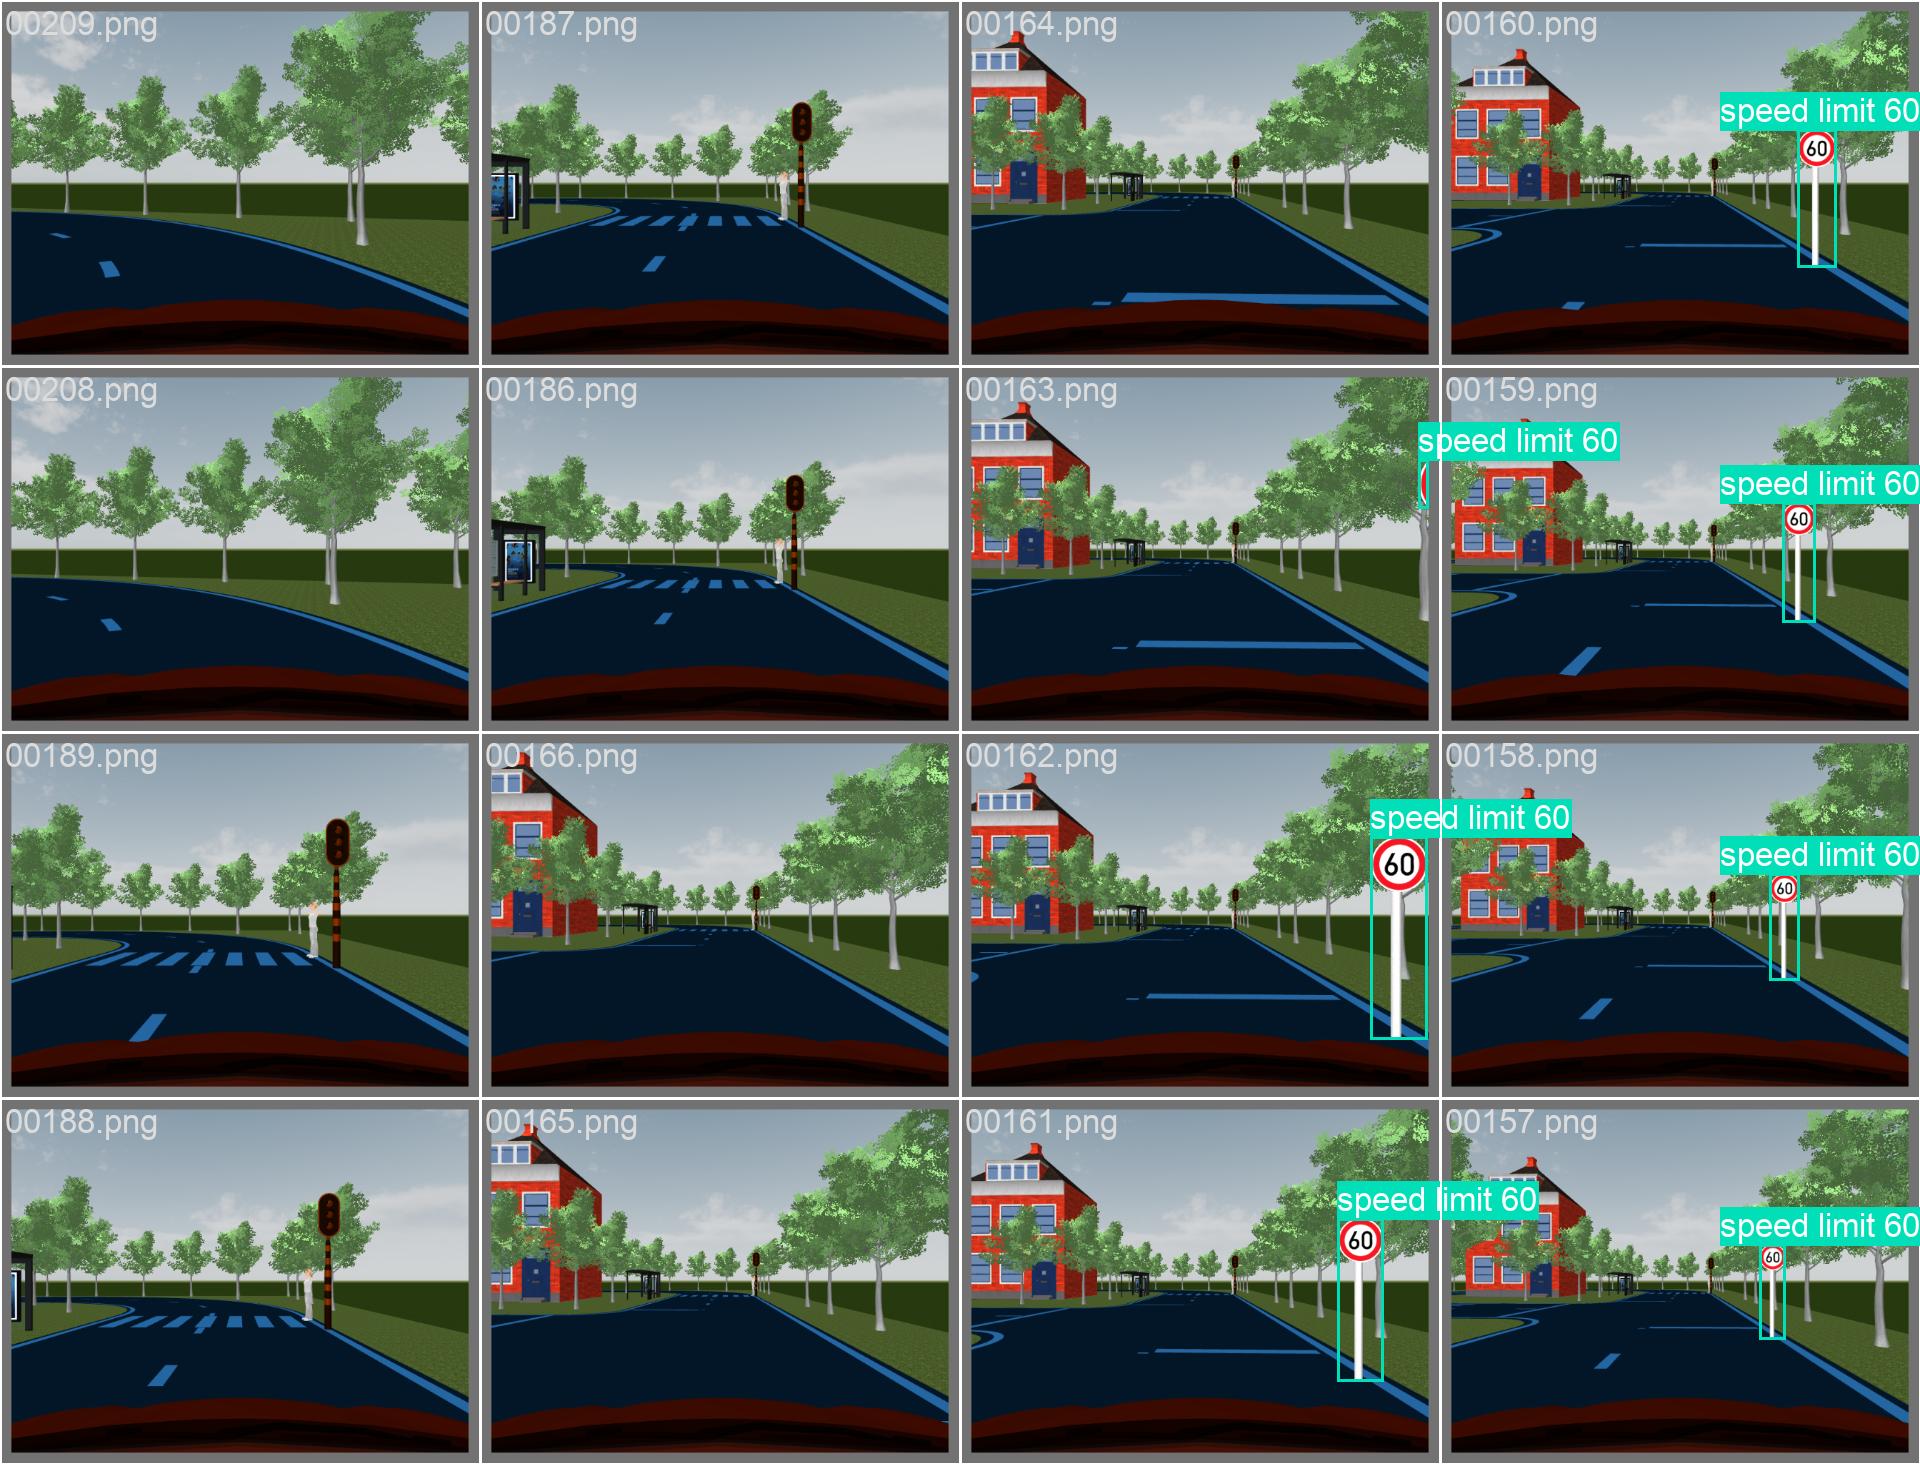 00209.png
00187.png
00164.png
00160.png
speed limit 60
60
00208.png
00186.png
00163.png
speed limit 60
00159.png
speed limit 60
60
00189.png
00166.png
00162.png
speed limit 60
60
00158.png
speed limit 60
60
00188.png
00165.png
00161.png
speed limit 60
60
00157.png
speed limit 60
60